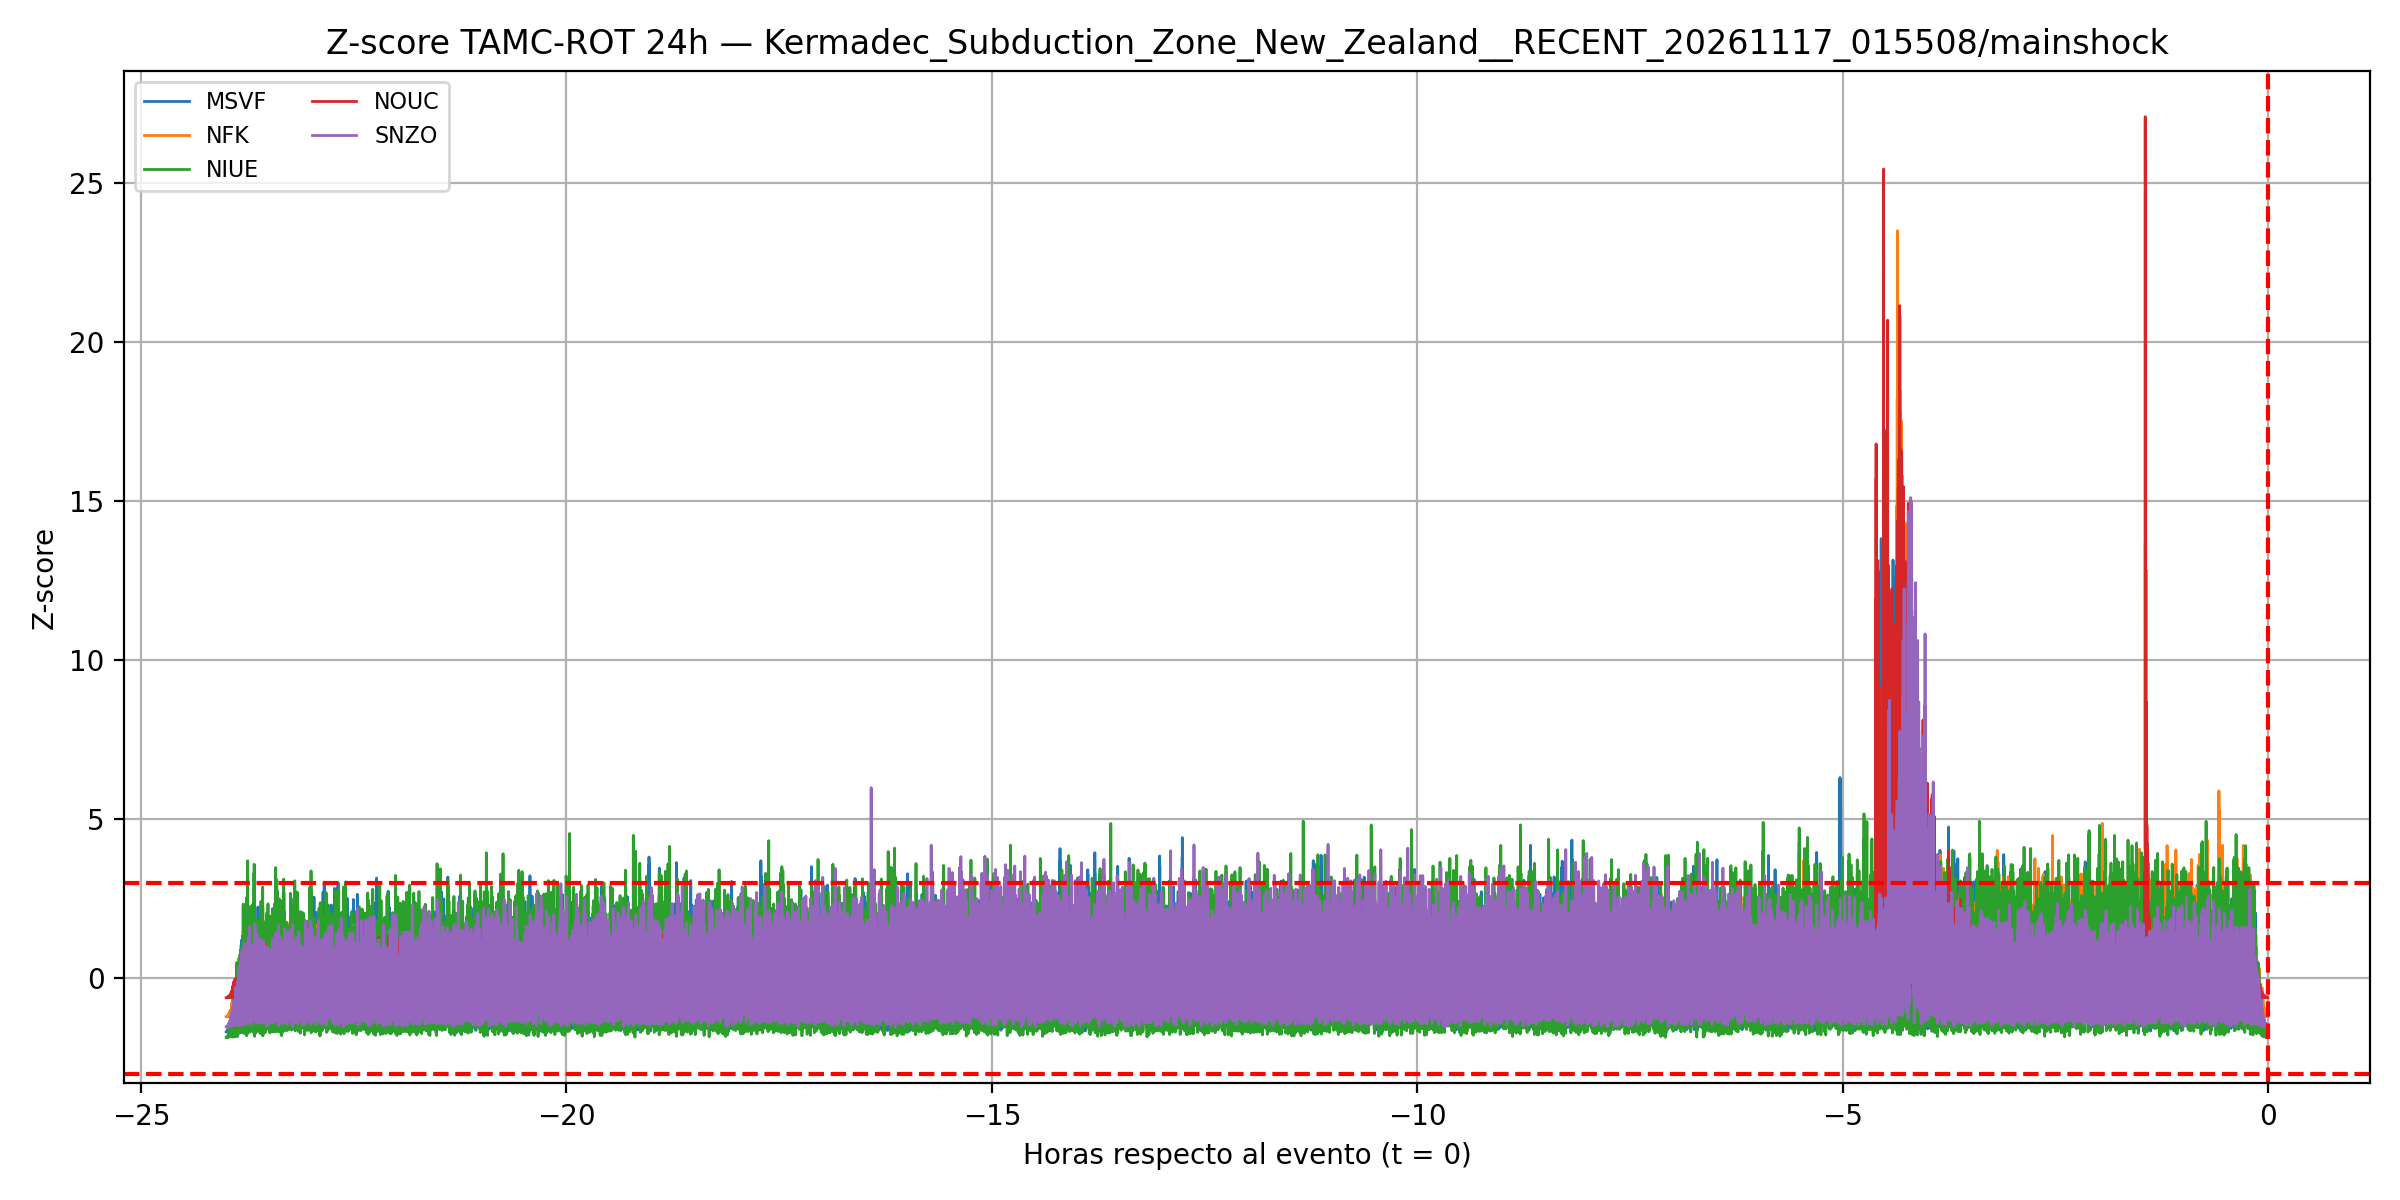 Z-score TAMC-ROT 24h — Kermadec_Subduction_Zone_New_Zealand__RECENT_20261117_015508/mainshock
MSVF
NFK
NIUE
NOUC
SNZO
Z-score
25
20
15
10
5
0
−25
−20
−15
−10
−5
0
Horas respecto al evento (t = 0)